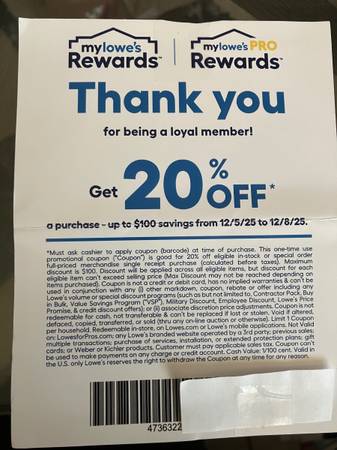 mylowe's mylowe's PRO
Rewards™ Rewards™
Thank you
for being a loyal member!
Get 20% OFF*
a purchase - up to $100 savings from 12/5/25 to 12/8/25.
*Must ask cashier to apply coupon (barcode) at time of purchase. This one-time use
promotional coupon ("Coupon") is good for 20% off eligible in-stock or special order
full-priced merchandise single receipt purchase (calculated before taxes). Maximum
discount is $100. Discount will be applied across all eligible items, but discount for each
eligible item can't exceed selling price (Max Discount may not be reached depending on
items purchased). Coupon is not a credit or debit card, has no implied warranties & can't be
used in conjunction with any (i) other markdown, coupon, rebate or other including any
Lowe's volume or special discount programs (such as but not limited to, Contractor Pack, Buy
in Bulk, Value Savings Program ("VSP"), Military Discount, Employee Discount, Lowe's Price
Promise, & credit discount offers); or (ii) associate discretion price adjustments. Coupon is not
redeemable for cash, not transferable & can't be replaced if lost or stolen. Void if altered,
defaced, copied, transferred, or sold (thru any on-line auction or otherwise). Limit 1 Coupon
per household. Redeemable in-store, on Lowes.com or Lowe's mobile applications. Not Valid
on: LowesforPros.com; any Lowe's branded website operated by a 3rd party; previous sales;
multiple transactions; purchase of services, installation, or extended protection plans; gift
cards; or Weber or Kichler products. Customer must pay applicable sales tax. Coupon can't
be used to make payments on any charge or credit account. Cash Value: 1/100 cent. Valid in
the U.S. only Lowe's reserves the right to withdraw the Coupon at any time for any reason.
4736322